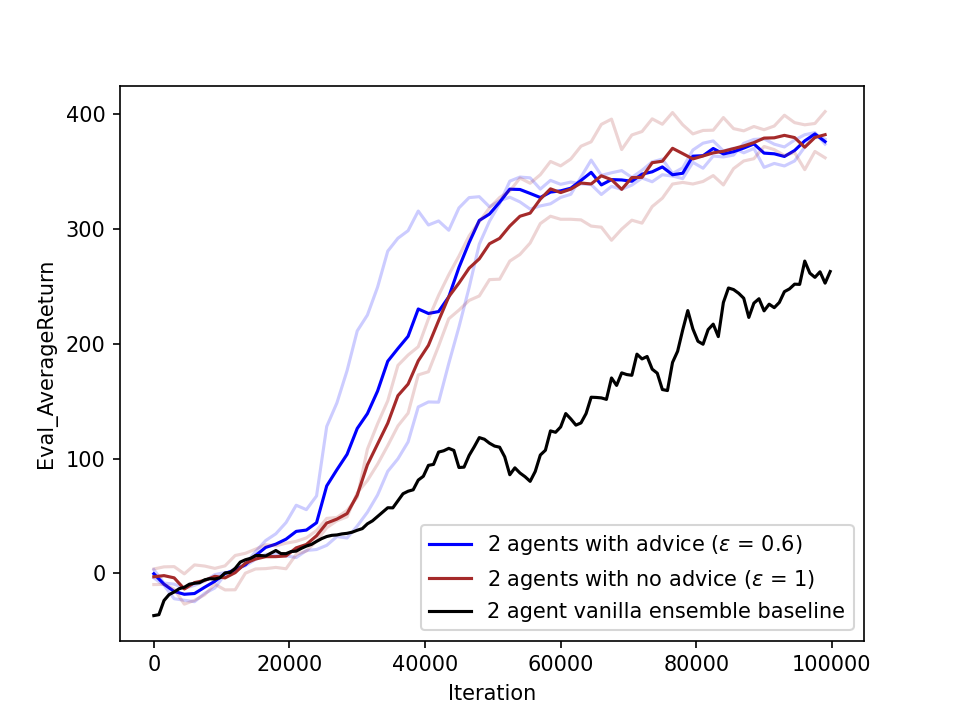 Eval_AverageReturn
400
300
200
100
0
2 agents with advice (ε = 0.6)
2 agents with no advice (ε = 1)
2 agent vanilla ensemble baseline
0 20000 40000 60000 80000 100000
Iteration